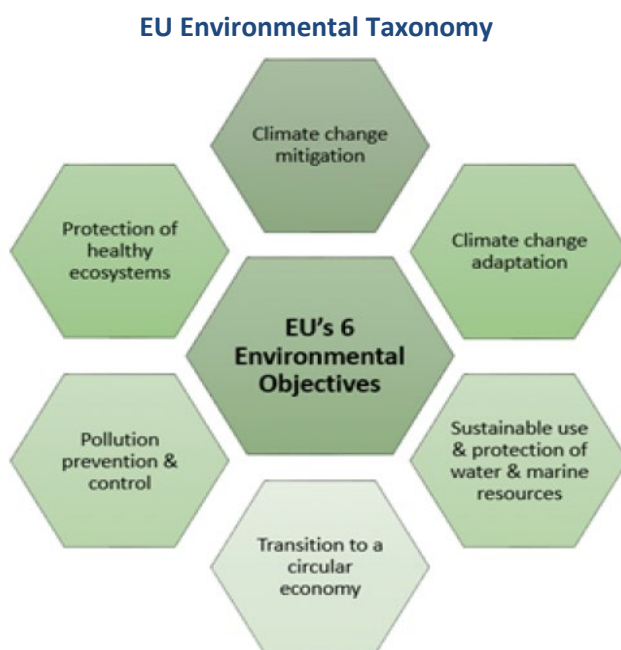 EU Environmental Taxonomy
Climate change
mitigation
Protection of
healthy
ecosystems
Climate change
adaptation
EU's 6
Environmental
Objectives
Pollution
prevention &
control
Sustainable use
& protection of
water & marine
resources
Transition to a
circular
economy